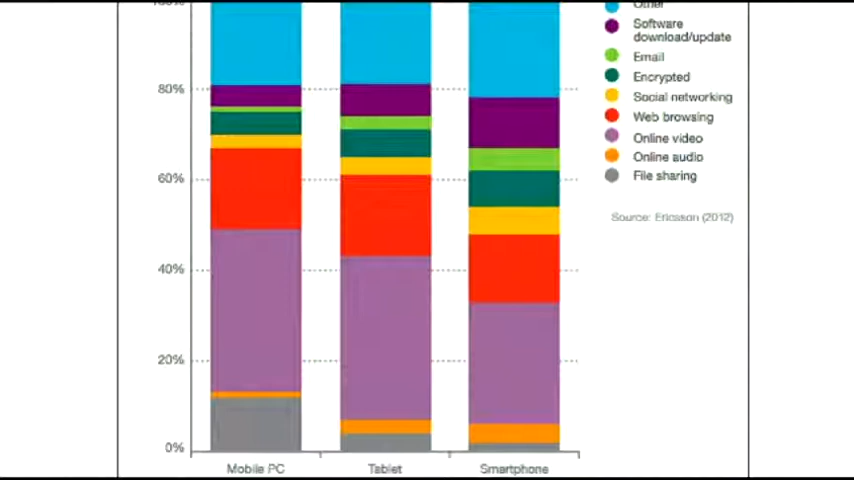 100%
Other
Software
download/update
Email
80%
Encrypted
Social networking
Web browsing
Online video
Online audio
60%
File sharing
Source: Ericsson (2012)
40%
20%
0%
Mobile PC
Tablet
Smartphone